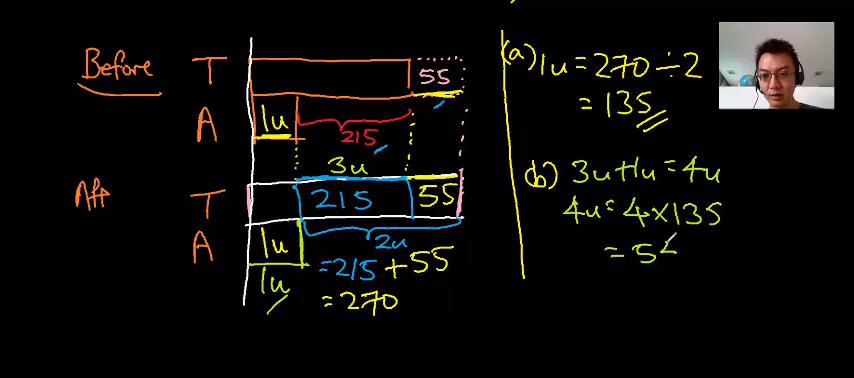 Before T 55
A 1u 215
3u
Aft T 215 55
A 1u 2u
1u = 215 + 55
= 270
(a) 1u = 270 ÷ 2
= 135
(b) 3u + 1u = 4u
4u = 4 × 135
= 54